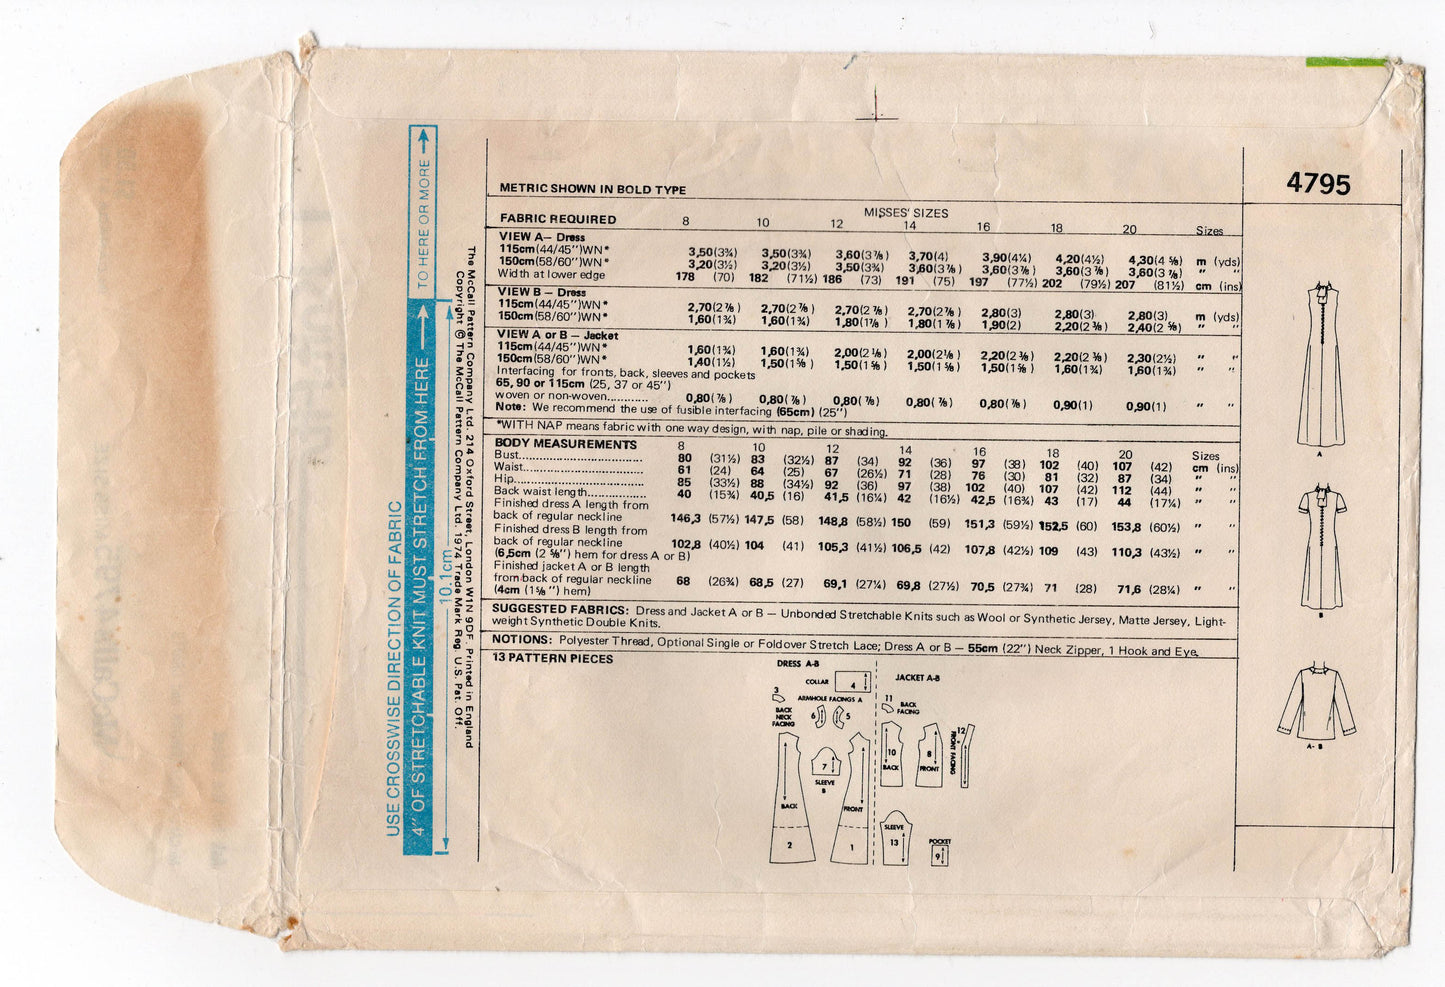 4795
METRIC SHOWN IN BOLD TYPE
MISSES' SIZES
FABRIC REQUIRED 8 10 12 14 16 18 20 Sizes
VIEW A— Dress
115cm(44/45")WN* 3,50(3¾) 3,50(3¾) 3,60(3⅞) 3,70(4) 3,90(4¼) 4,20(4½) 4,30(4⅝) m (yds)
150cm(58/60")WN* 3,20(3½) 3,20(3½) 3,50(3¾) 3,60(3⅞) 3,60(3⅞) 3,60(3⅞) 3,60(3⅞) " "
Width at lower edge 178 (70) 182 (71½) 186 (73) 191 (75) 197 (77½) 202 (79½) 207 (81½) cm (ins)
VIEW B — Dress
115cm(44/45")WN* 2,70(2⅞) 2,70(2⅞) 2,70(2⅞) 2,70(2⅞) 2,80(3) 2,80(3) 2,80(3) m (yds)
150cm(58/60")WN* 1,60(1¾) 1,60(1¾) 1,80(1⅞) 1,80(1⅞) 1,90(2) 2,20(2⅜) 2,40(2⅝) " "
VIEW A or B — Jacket
115cm(44/45")WN* 1,60(1¾) 1,60(1¾) 2,00(2⅛) 2,00(2⅛) 2,20(2⅜) 2,20(2⅜) 2,30(2½) " "
150cm(58/60")WN* 1,40(1½) 1,50(1⅝) 1,50(1⅝) 1,50(1⅝) 1,50(1⅝) 1,60(1¾) 1,60(1¾) " "
Interfacing for fronts, back, sleeves and pockets
65, 90 or 115cm (25, 37 or 45")
woven or non-woven............ 0,80(⅞) 0,80(⅞) 0,80(⅞) 0,80(⅞) 0,80(⅞) 0,90(1) 0,90(1) " "
Note: We recommend the use of fusible interfacing (65cm) (25")
*WITH NAP means fabric with one way design, with nap, pile or shading.
BODY MEASUREMENTS 8 10 12 14 16 18 20 Sizes
Bust.................................... 80 (31½) 83 (32½) 87 (34) 92 (36) 97 (38) 102 (40) 107 (42) cm (ins)
Waist................................... 61 (24) 64 (25) 67 (26½) 71 (28) 76 (30) 81 (32) 87 (34) " "
Hip...................................... 85 (33½) 88 (34½) 92 (36) 97 (38) 102 (40) 107 (42) 112 (44) " "
Back waist length................. 40 (15¾) 40,5 (16) 41,5 (16¼) 42 (16½) 42,5 (16¾) 43 (17) 44 (17¼) " "
Finished dress A length from
back of regular neckline 146,3 (57½) 147,5 (58) 148,8 (58½) 150 (59) 151,3 (59½) 152,5 (60) 153,8 (60½) " "
Finished dress B length from
back of regular neckline 102,8 (40½) 104 (41) 105,3 (41½) 106,5 (42) 107,8 (42½) 109 (43) 110,3 (43½) " "
(6,5cm (2⅝") hem for dress A or B)
Finished jacket A or B length
from back of regular neckline 68 (26¾) 68,5 (27) 69,1 (27¼) 69,8 (27½) 70,5 (27¾) 71 (28) 71,6 (28¼) " "
(4cm (1⅝") hem)
SUGGESTED FABRICS: Dress and Jacket A or B — Unbonded Stretchable Knits such as Wool or Synthetic Jersey, Matte Jersey, Light-
weight Synthetic Double Knits.
NOTIONS: Polyester Thread, Optional Single or Foldover Stretch Lace; Dress A or B — 55cm (22") Neck Zipper, 1 Hook and Eye.
13 PATTERN PIECES
DRESS A-B
COLLAR 4
3
BACK NECK FACING
ARMHOLE FACINGS A
6 5
7
SLEEVE B
BACK
2
FRONT
1
JACKET A-B
11
BACK FACING
10
BACK
8
FRONT
12
FRONT FACING
SLEEVE
13
POCKET
9
A
B
A- B
USE CROSSWISE DIRECTION OF FABRIC
4" OF STRETCHABLE KNIT MUST STRETCH FROM HERE
TO HERE OR MORE
10.1cm
The McCall Pattern Company Ltd. 214 Oxford Street, London W1N 9DF. Printed in England
Copyright © The McCall Pattern Company Ltd. 1974 Trade Mark Reg. U.S. Pat. Off.